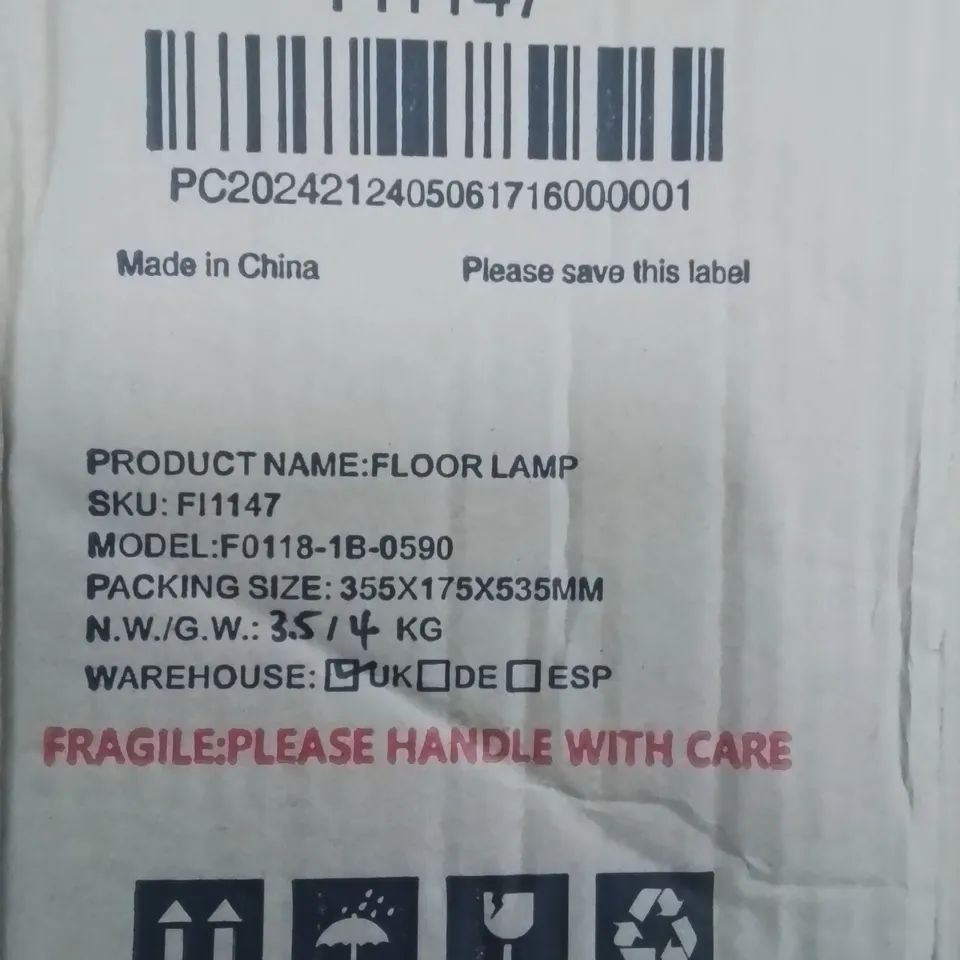 FI1147
PC2024212405061716000001
Made in China Please save this label
PRODUCT NAME:FLOOR LAMP
SKU: FI1147
MODEL:F0118-1B-0590
PACKING SIZE: 355X175X535MM
N.W./G.W.: 3.5 / 4 KG
WAREHOUSE: ☑UK☐DE ☐ESP
FRAGILE:PLEASE HANDLE WITH CARE